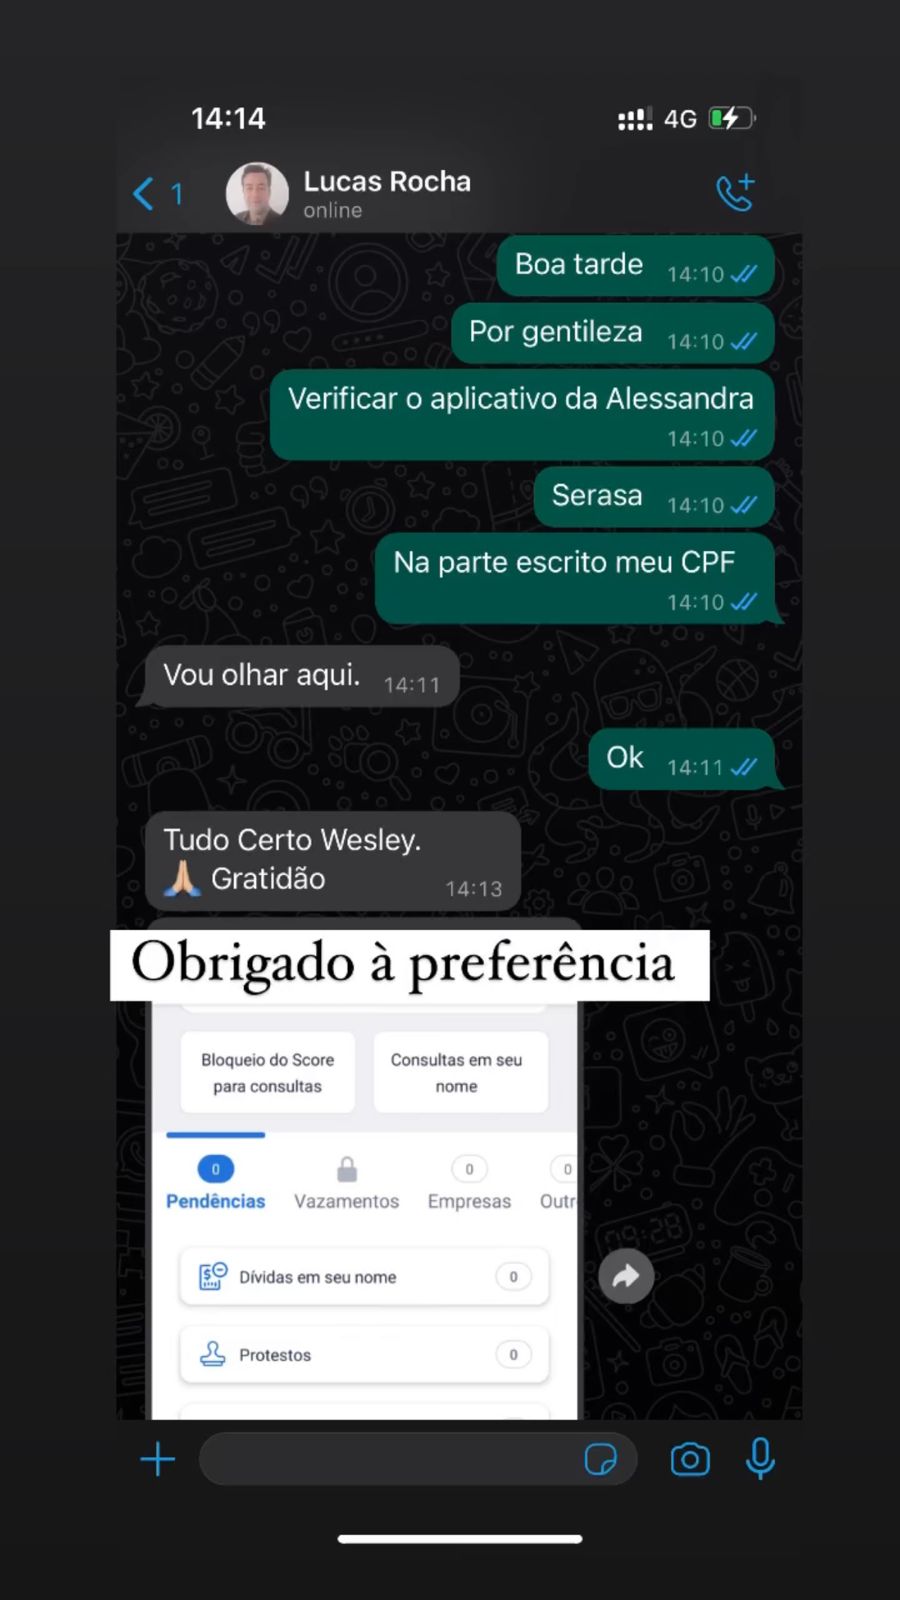 14:14
4G
1
Lucas Rocha
online
Boa tarde 14:10
Por gentileza 14:10
Verificar o aplicativo da Alessandra
14:10
Serasa 14:10
Na parte escrito meu CPF
14:10
Vou olhar aqui. 14:11
Ok 14:11
Tudo Certo Wesley.
🙏🏼 Gratidão 14:13
Obrigado à preferência
Bloqueio do Score
para consultas
Consultas em seu
nome
0 0 0
Pendências Vazamentos Empresas Outr
Dívidas em seu nome 0
Protestos 0
09:28